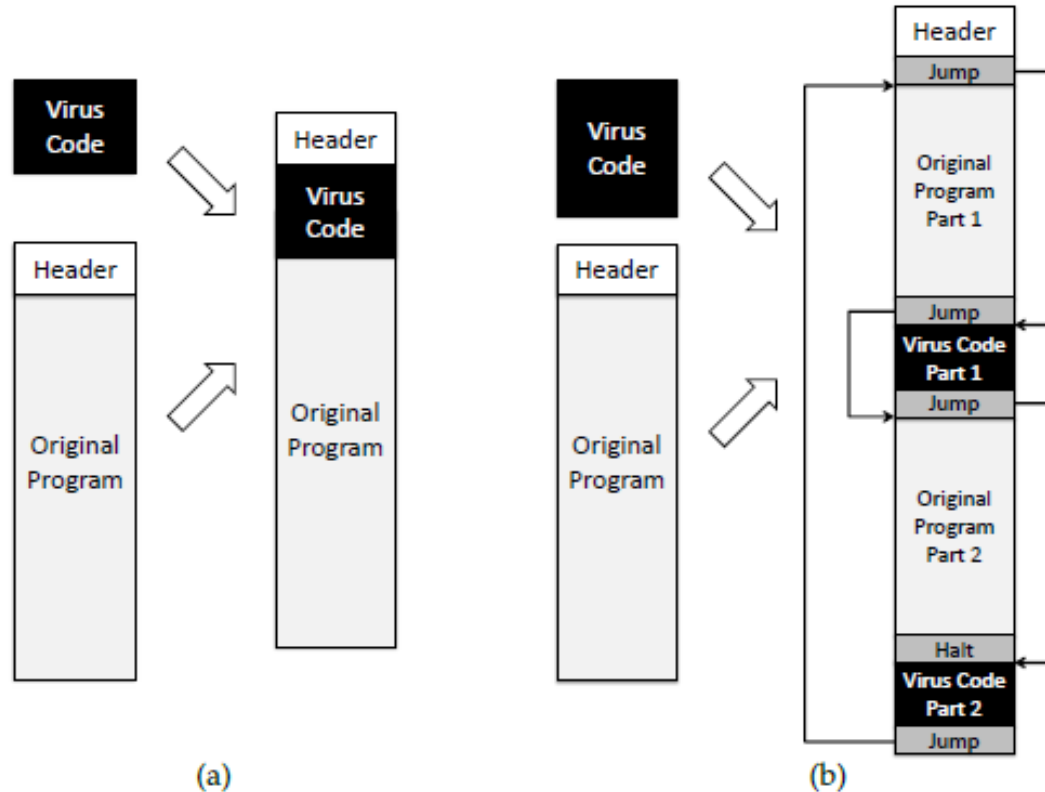 Virus
Code
Header
Original
Program
Header
Virus
Code
Original
Program
(a)
Virus
Code
Header
Original
Program
Header
Jump
Original
Program
Part 1
Jump
Virus Code
Part 1
Jump
Original
Program
Part 2
Halt
Virus Code
Part 2
Jump
(b)